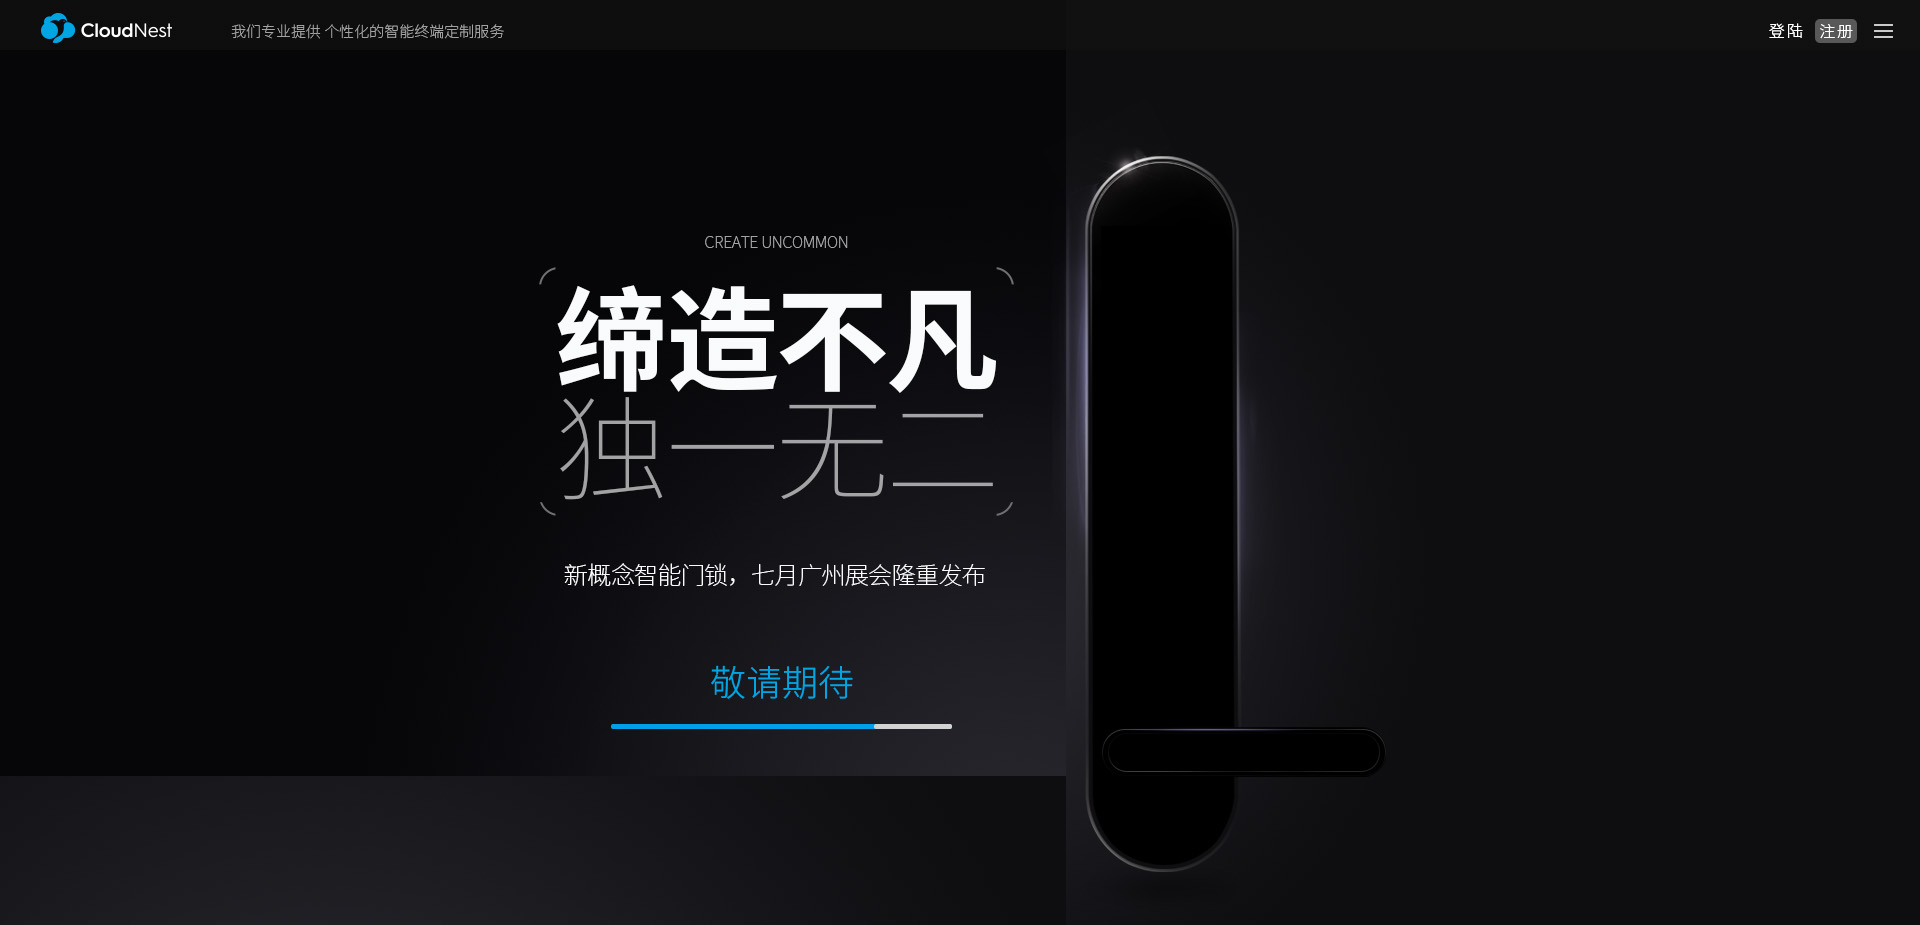 CloudNest
我们专业提供 个性化的智能终端定制服务
登陆
注册
CREATE UNCOMMON
缔造不凡
独一无二
新概念智能门锁，七月广州展会隆重发布
敬请期待